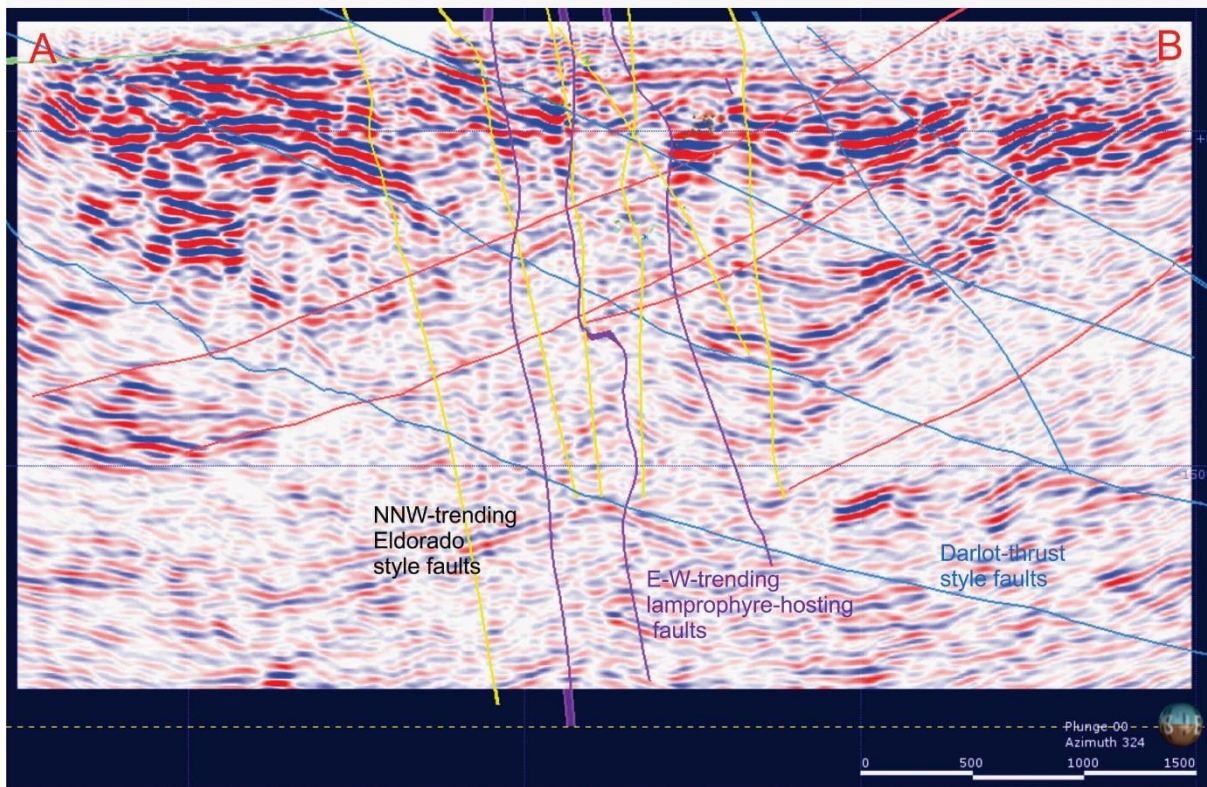 A
B
NNW-trending
Eldorado
style faults
E-W-trending
lamprophyre-hosting
faults
Darlot-thrust
style faults
Plunge 00
Azimuth 324
0 500 1000 1500